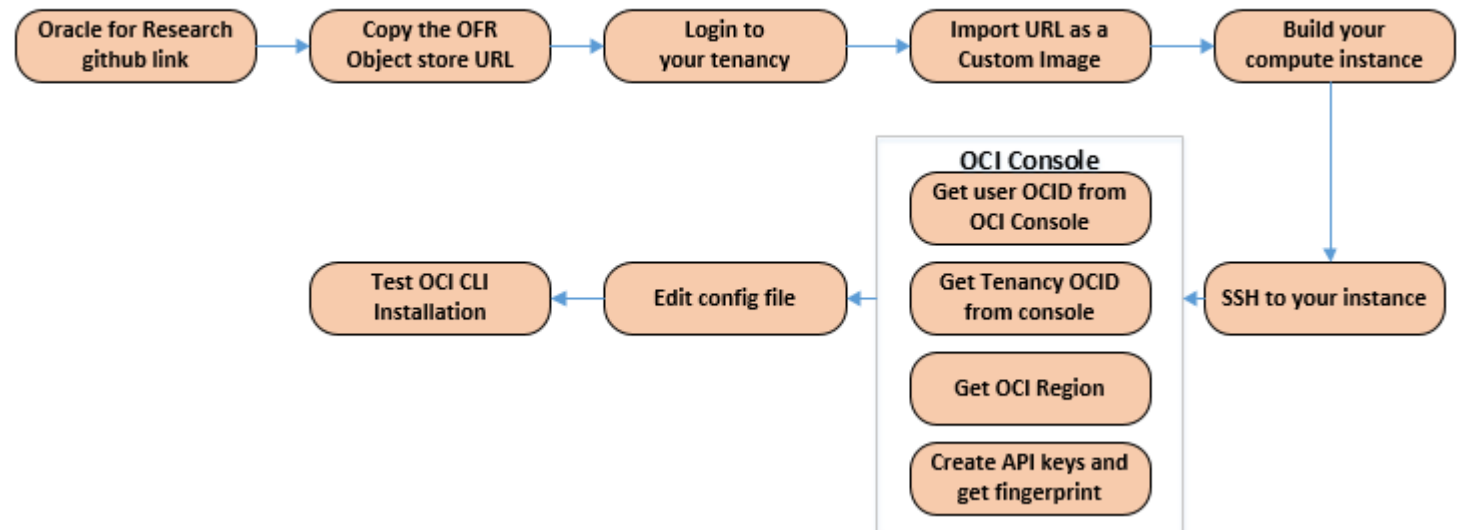 Oracle for Research
github link
Copy the OFR
Object store URL
Login to
your tenancy
Import URL as a
Custom Image
Build your
compute instance
OCI Console
Get user OCID from
OCI Console
Get Tenancy OCID
from console
Get OCI Region
Create API keys and
get fingerprint
SSH to your instance
Edit config file
Test OCI CLI
Installation